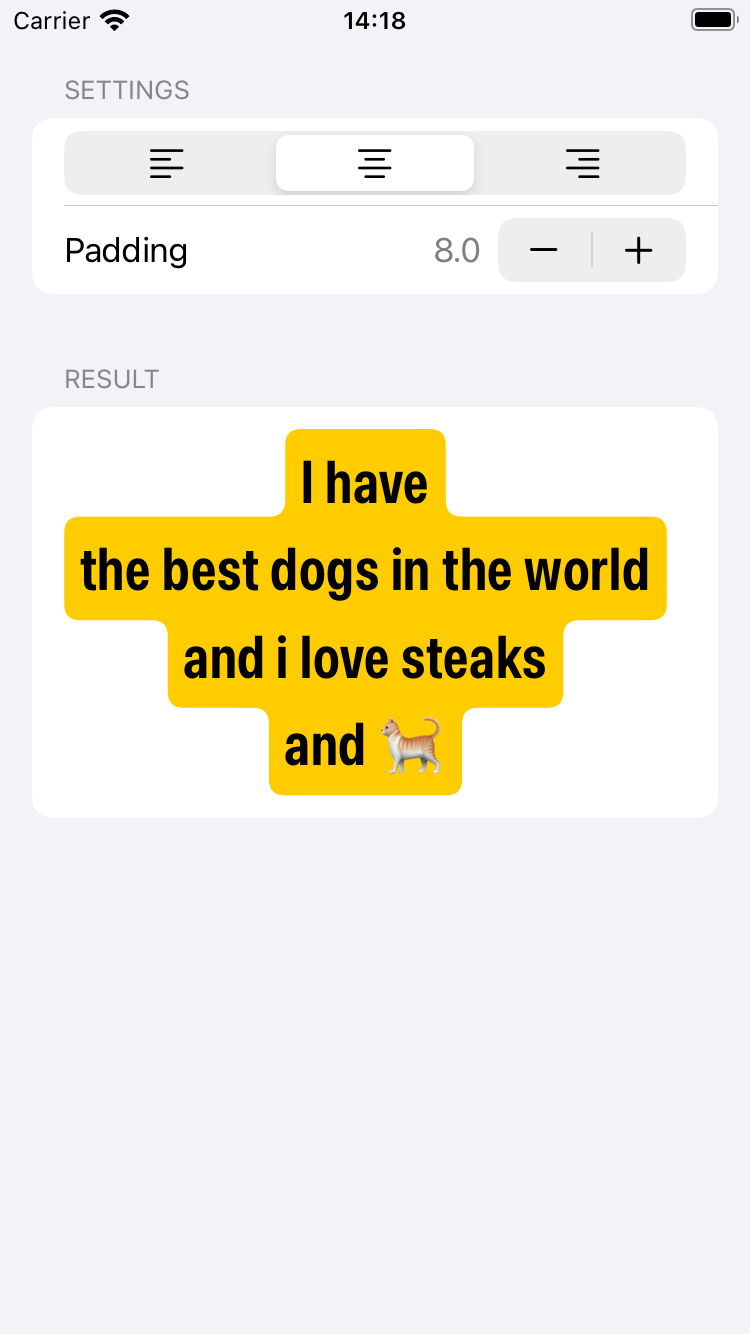 Carrier 14:18
SETTINGS
Padding 8.0
RESULT
I have
the best dogs in the world
and i love steaks
and 🐈